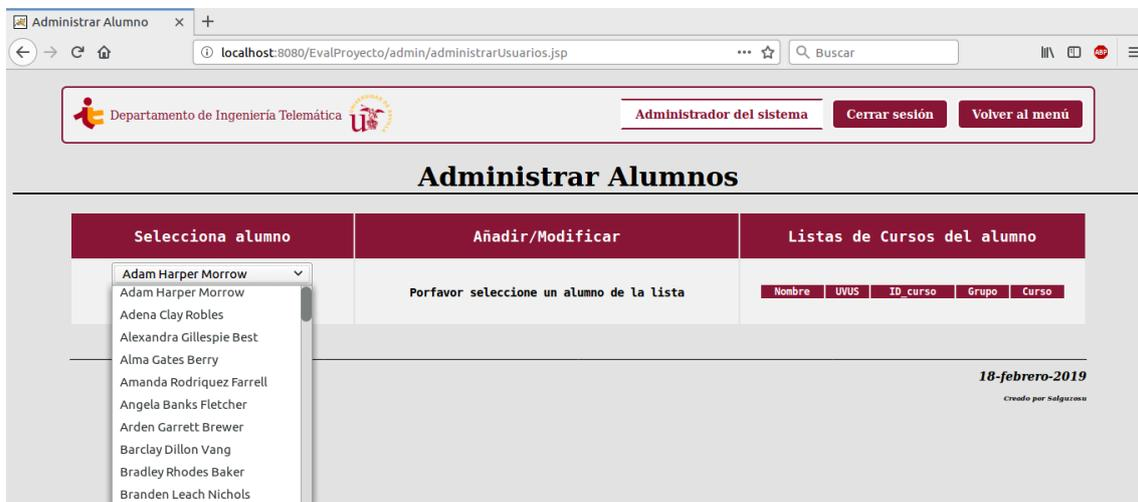 Administrar Alumno
localhost:8080/EvalProyecto/admin/administrarUsuarios.jsp
Buscar
ABP
Departamento de Ingeniería Telemática
Administrador del sistema
Cerrar sesión
Volver al menú
Administrar Alumnos
Selecciona alumno
Añadir/Modificar
Listas de Cursos del alumno
Adam Harper Morrow
Porfavor seleccione un alumno de la lista
Nombre UVUS ID_curso Grupo Curso
Adam Harper Morrow
Adena Clay Robles
Alexandra Gillespie Best
Alma Gates Berry
Amanda Rodriquez Farrell
Angela Banks Fletcher
Arden Garrett Brewer
Barclay Dillon Vang
Bradley Rhodes Baker
Branden Leach Nichols
18-febrero-2019
Creado por Salguzosu